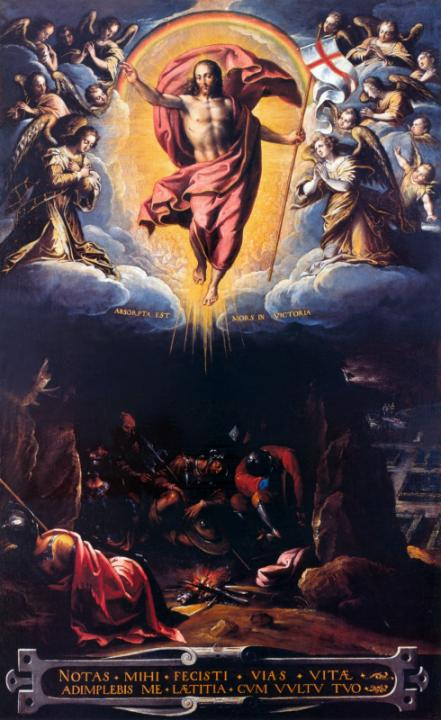 ABSORPTA EST MORS IN VICTORIA
NOTAS · MIHI · FECISTI · VIAS · VITÆ
ADIMPLEBIS ME · LÆTITIA · CVM VVLTV TVO